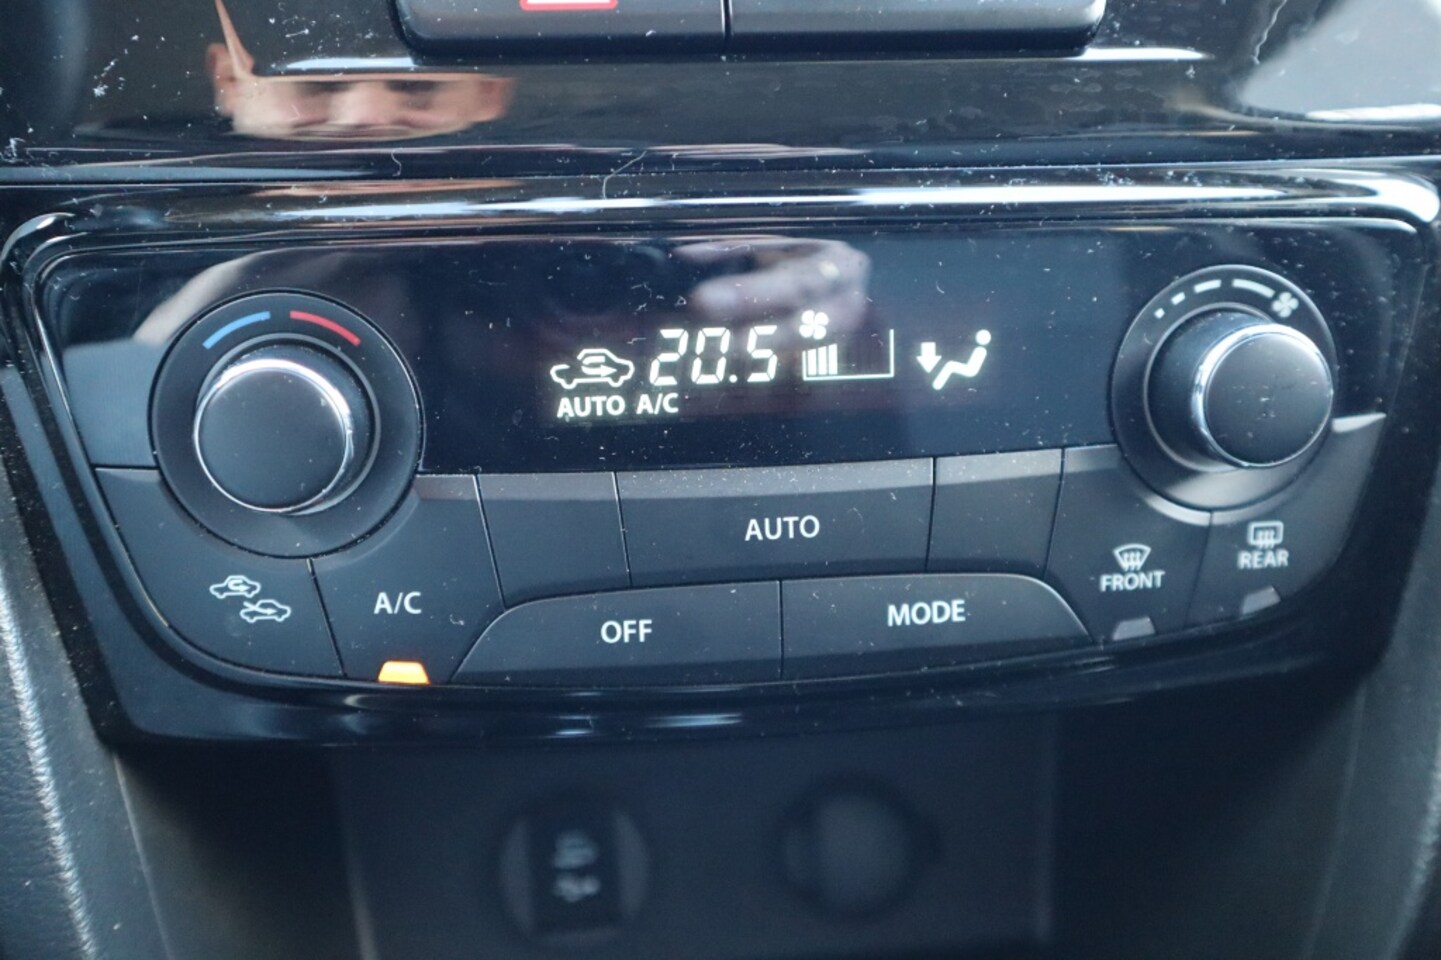 20.5
AUTO A/C
AUTO
A/C
OFF
MODE
FRONT
REAR